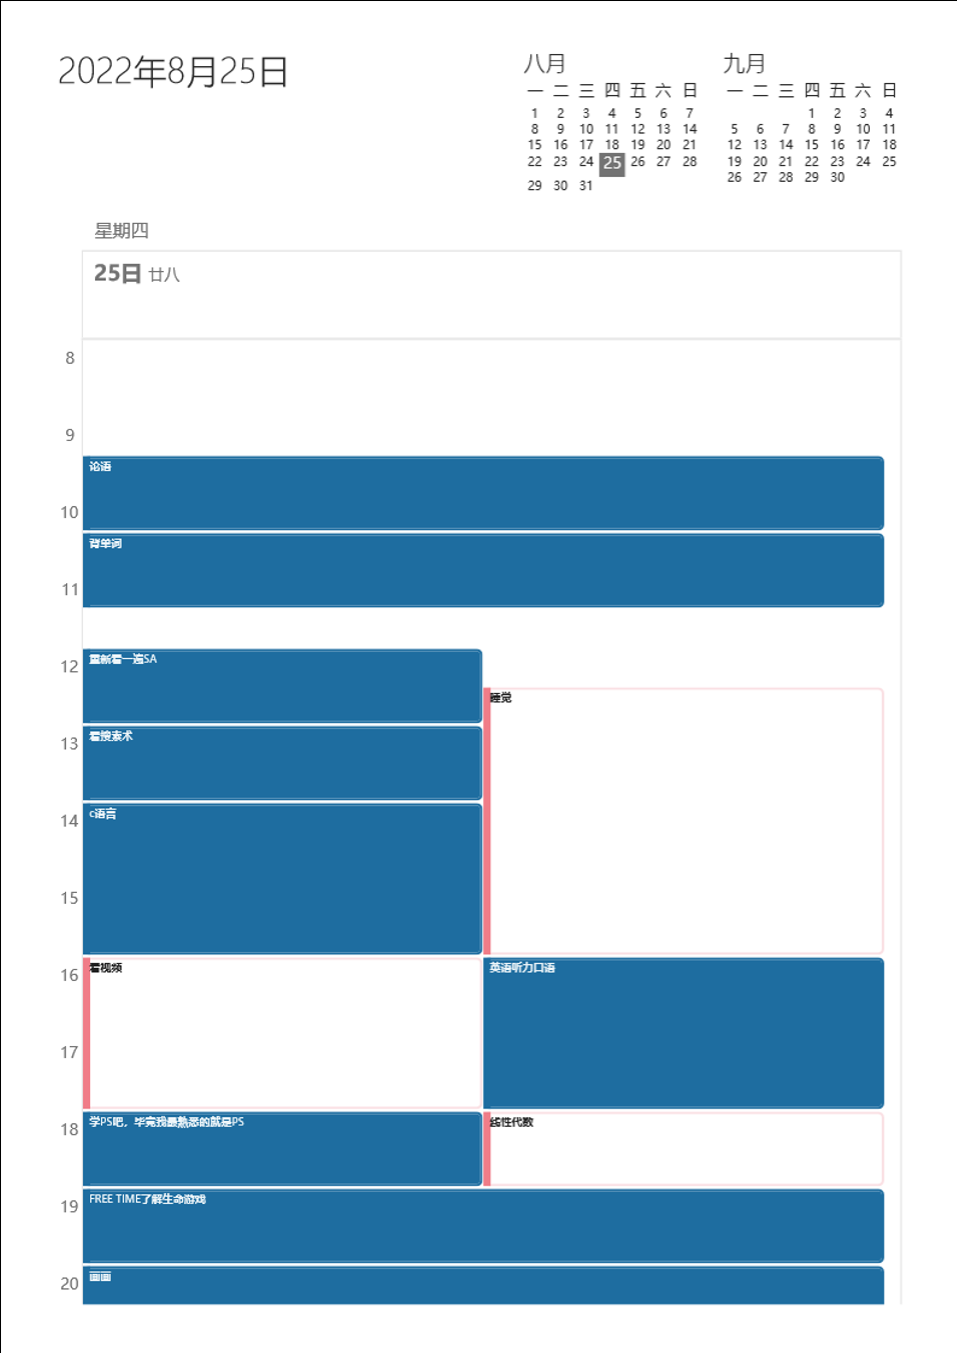 2022年8月25日
八月
一 二 三 四 五 六 日
1 2 3 4 5 6 7
8 9 10 11 12 13 14
15 16 17 18 19 20 21
22 23 24 25 26 27 28
29 30 31
九月
一 二 三 四 五 六 日
1 2 3 4
5 6 7 8 9 10 11
12 13 14 15 16 17 18
19 20 21 22 23 24 25
26 27 28 29 30
星期四
25日 廿八
8
9
论语
10
背单词
11
重新看一遍SA
12
睡觉
看搜素术
13
c语言
14
15
看视频
英语听力口语
16
17
学PS吧，毕竟我最熟悉的就是PS
线性代数
18
FREE TIME了解生命游戏
19
画画
20